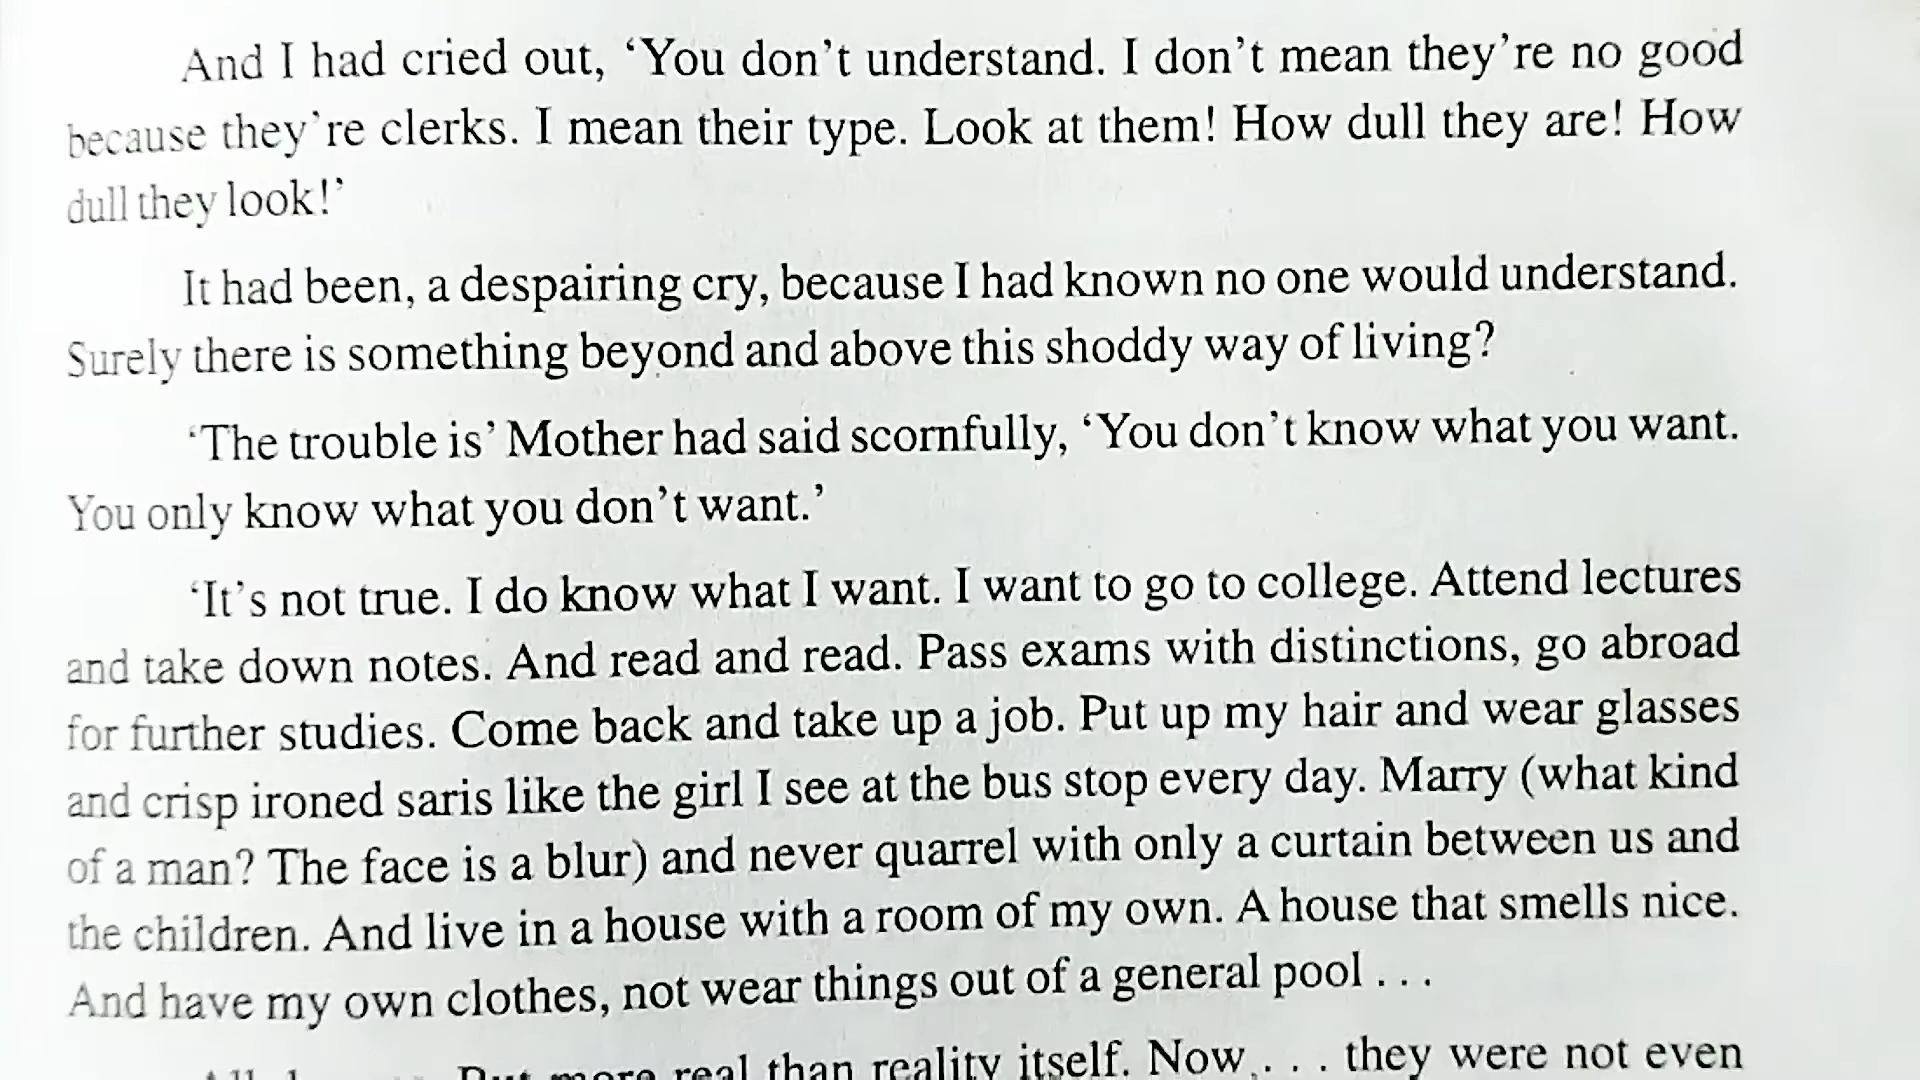 And I had cried out, ‘You don’t understand. I don’t mean they’re no good
because they’re clerks. I mean their type. Look at them! How dull they are! How
dull they look!’
It had been, a despairing cry, because I had known no one would understand.
Surely there is something beyond and above this shoddy way of living?
‘The trouble is’ Mother had said scornfully, ‘You don’t know what you want.
You only know what you don’t want.’
‘It’s not true. I do know what I want. I want to go to college. Attend lectures
and take down notes. And read and read. Pass exams with distinctions, go abroad
for further studies. Come back and take up a job. Put up my hair and wear glasses
and crisp ironed saris like the girl I see at the bus stop every day. Marry (what kind
of a man? The face is a blur) and never quarrel with only a curtain between us and
the children. And live in a house with a room of my own. A house that smells nice.
And have my own clothes, not wear things out of a general pool . . .
But more real than reality itself. Now . . . they were not even